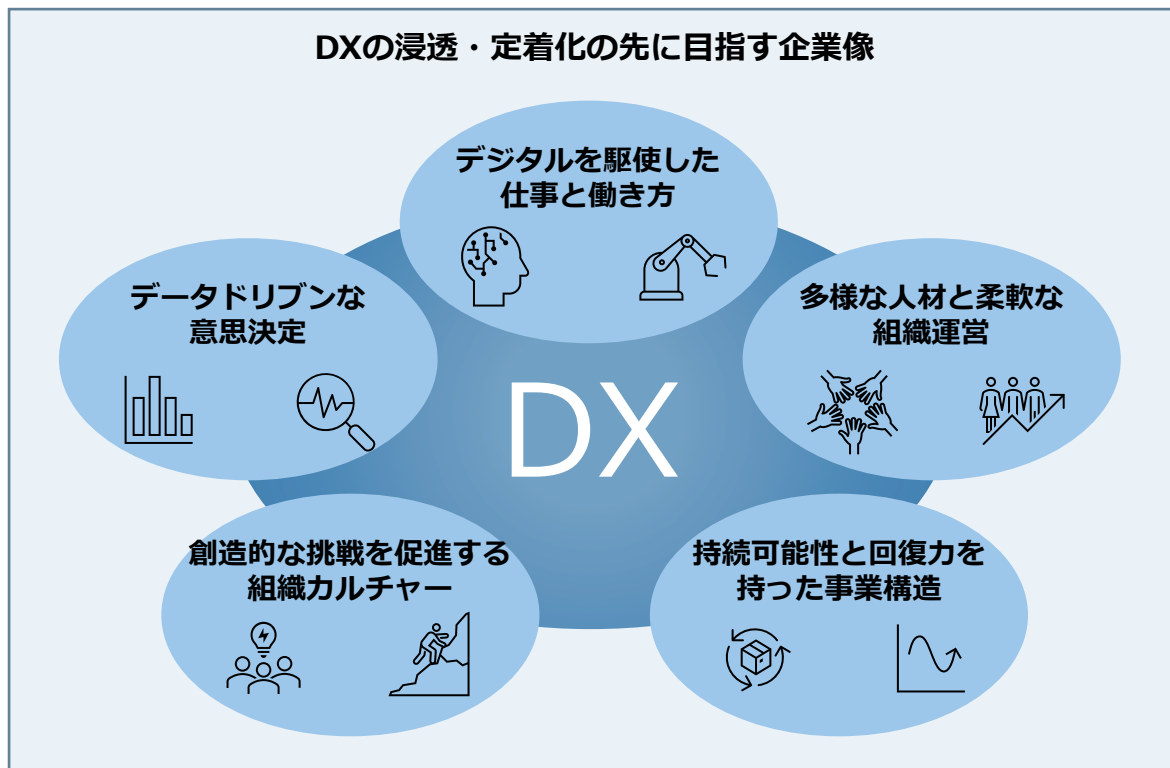 DXの浸透・定着化の先に目指す企業像
デジタルを駆使した
仕事と働き方
データドリブンな
意思決定
多様な人材と柔軟な
組織運営
DX
創造的な挑戦を促進する
組織カルチャー
持続可能性と回復力を
持った事業構造